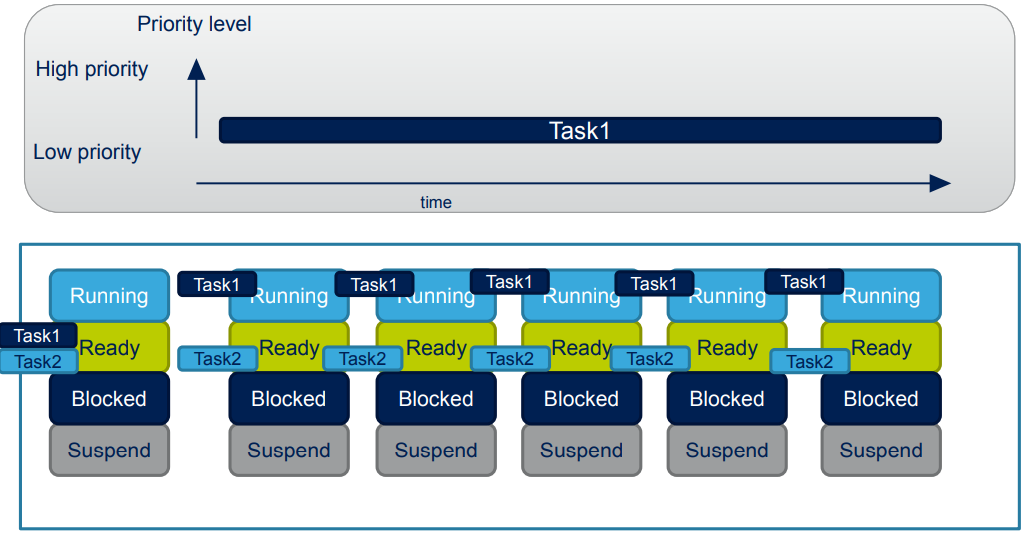 Priority level
High priority
Task1
Low priority
time
Task1 Task1 Task1 Task1 Task1
Running Running Running Running Running Running
Task1
Ready Ready Ready Ready Ready Ready
Task2 Task2 Task2 Task2 Task2 Task2
Blocked Blocked Blocked Blocked Blocked Blocked
Suspend Suspend Suspend Suspend Suspend Suspend